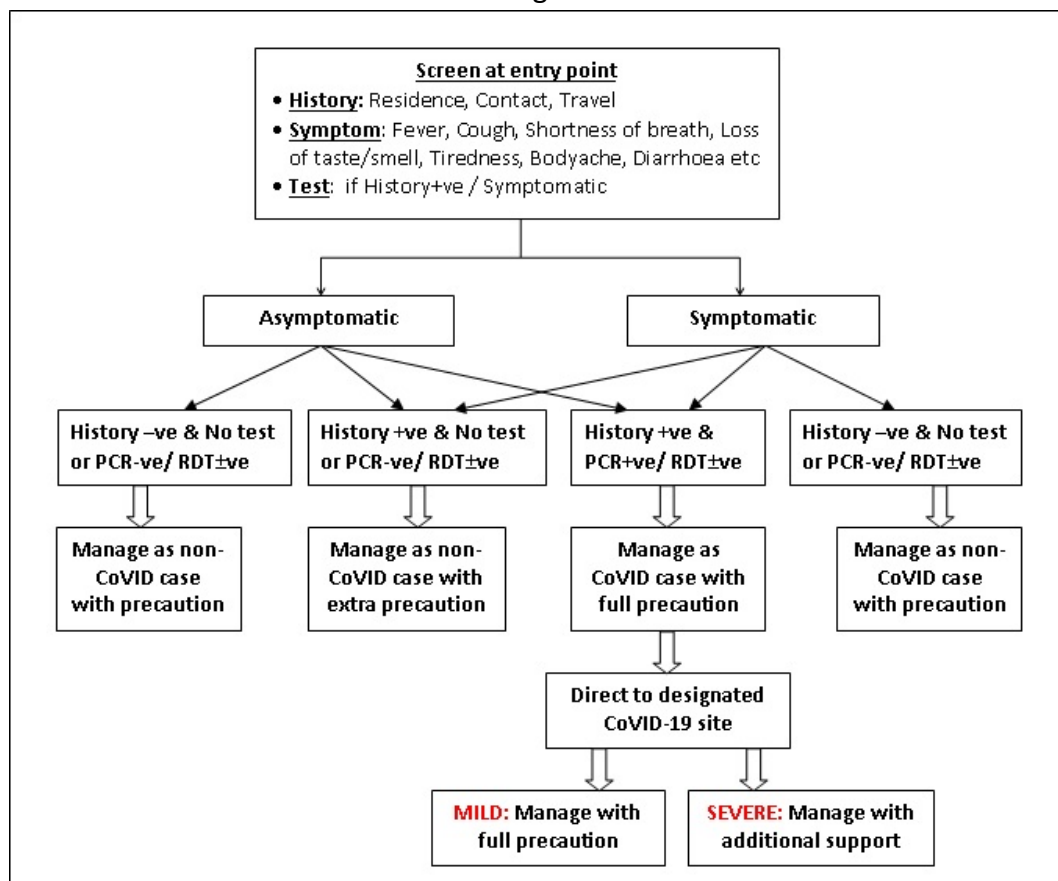 Screen at entry point
• History: Residence, Contact, Travel
• Symptom: Fever, Cough, Shortness of breath, Loss
of taste/smell, Tiredness, Bodyache, Diarrhoea etc
• Test: if History+ve / Symptomatic
Asymptomatic
Symptomatic
History –ve & No test
or PCR-ve/ RDT±ve
History +ve & No test
or PCR-ve/ RDT±ve
History +ve &
PCR+ve/ RDT±ve
History –ve & No test
or PCR-ve/ RDT±ve
Manage as non-
CoVID case
with precaution
Manage as non-
CoVID case with
extra precaution
Manage as
CoVID case with
full precaution
Manage as non-
CoVID case
with precaution
Direct to designated
CoVID-19 site
MILD: Manage with
full precaution
SEVERE: Manage with
additional support